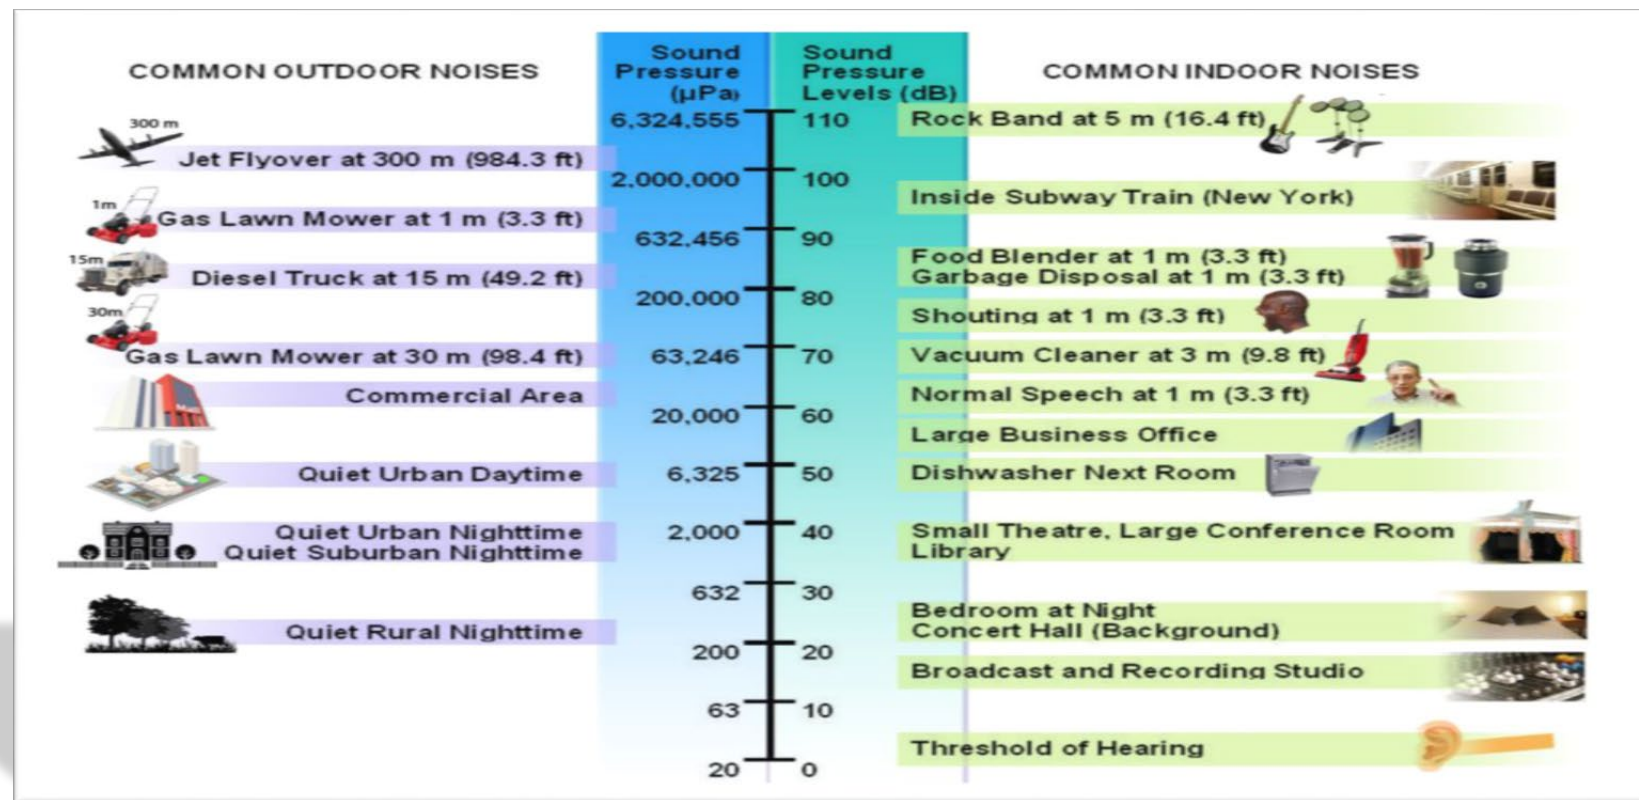 COMMON OUTDOOR NOISES
300 m
Jet Flyover at 300 m (984.3 ft)
1m
Gas Lawn Mower at 1 m (3.3 ft)
15m
Diesel Truck at 15 m (49.2 ft)
30m
Gas Lawn Mower at 30 m (98.4 ft)
Commercial Area
Quiet Urban Daytime
Quiet Urban Nighttime
Quiet Suburban Nighttime
Quiet Rural Nighttime
Sound
Pressure
(µPa)
6,324,555
2,000,000
632,456
200,000
63,246
20,000
6,325
2,000
632
200
63
20
Sound
Pressure
Levels (dB)
110
100
90
80
70
60
50
40
30
20
10
0
COMMON INDOOR NOISES
Rock Band at 5 m (16.4 ft)
Inside Subway Train (New York)
Food Blender at 1 m (3.3 ft)
Garbage Disposal at 1 m (3.3 ft)
Shouting at 1 m (3.3 ft)
Vacuum Cleaner at 3 m (9.8 ft)
Normal Speech at 1 m (3.3 ft)
Large Business Office
Dishwasher Next Room
Small Theatre, Large Conference Room
Library
Bedroom at Night
Concert Hall (Background)
Broadcast and Recording Studio
Threshold of Hearing